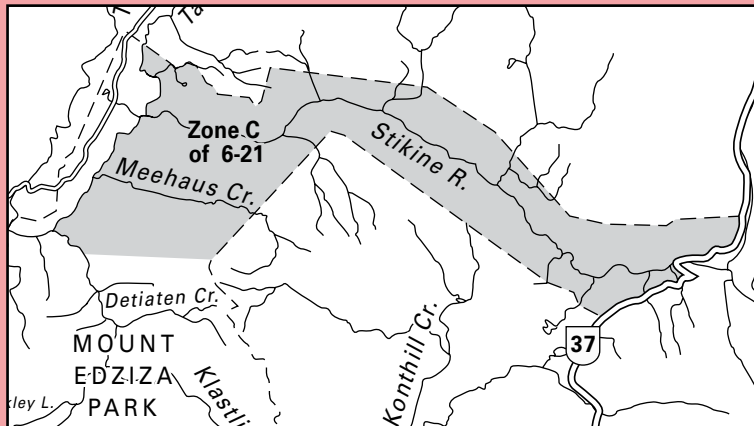 Zone C
of 6-21
Stikine R.
Meehaus Cr.
Detiaten Cr.
MOUNT
EDZIZA
PARK
Klastli
Konthill Cr.
37
kley L.